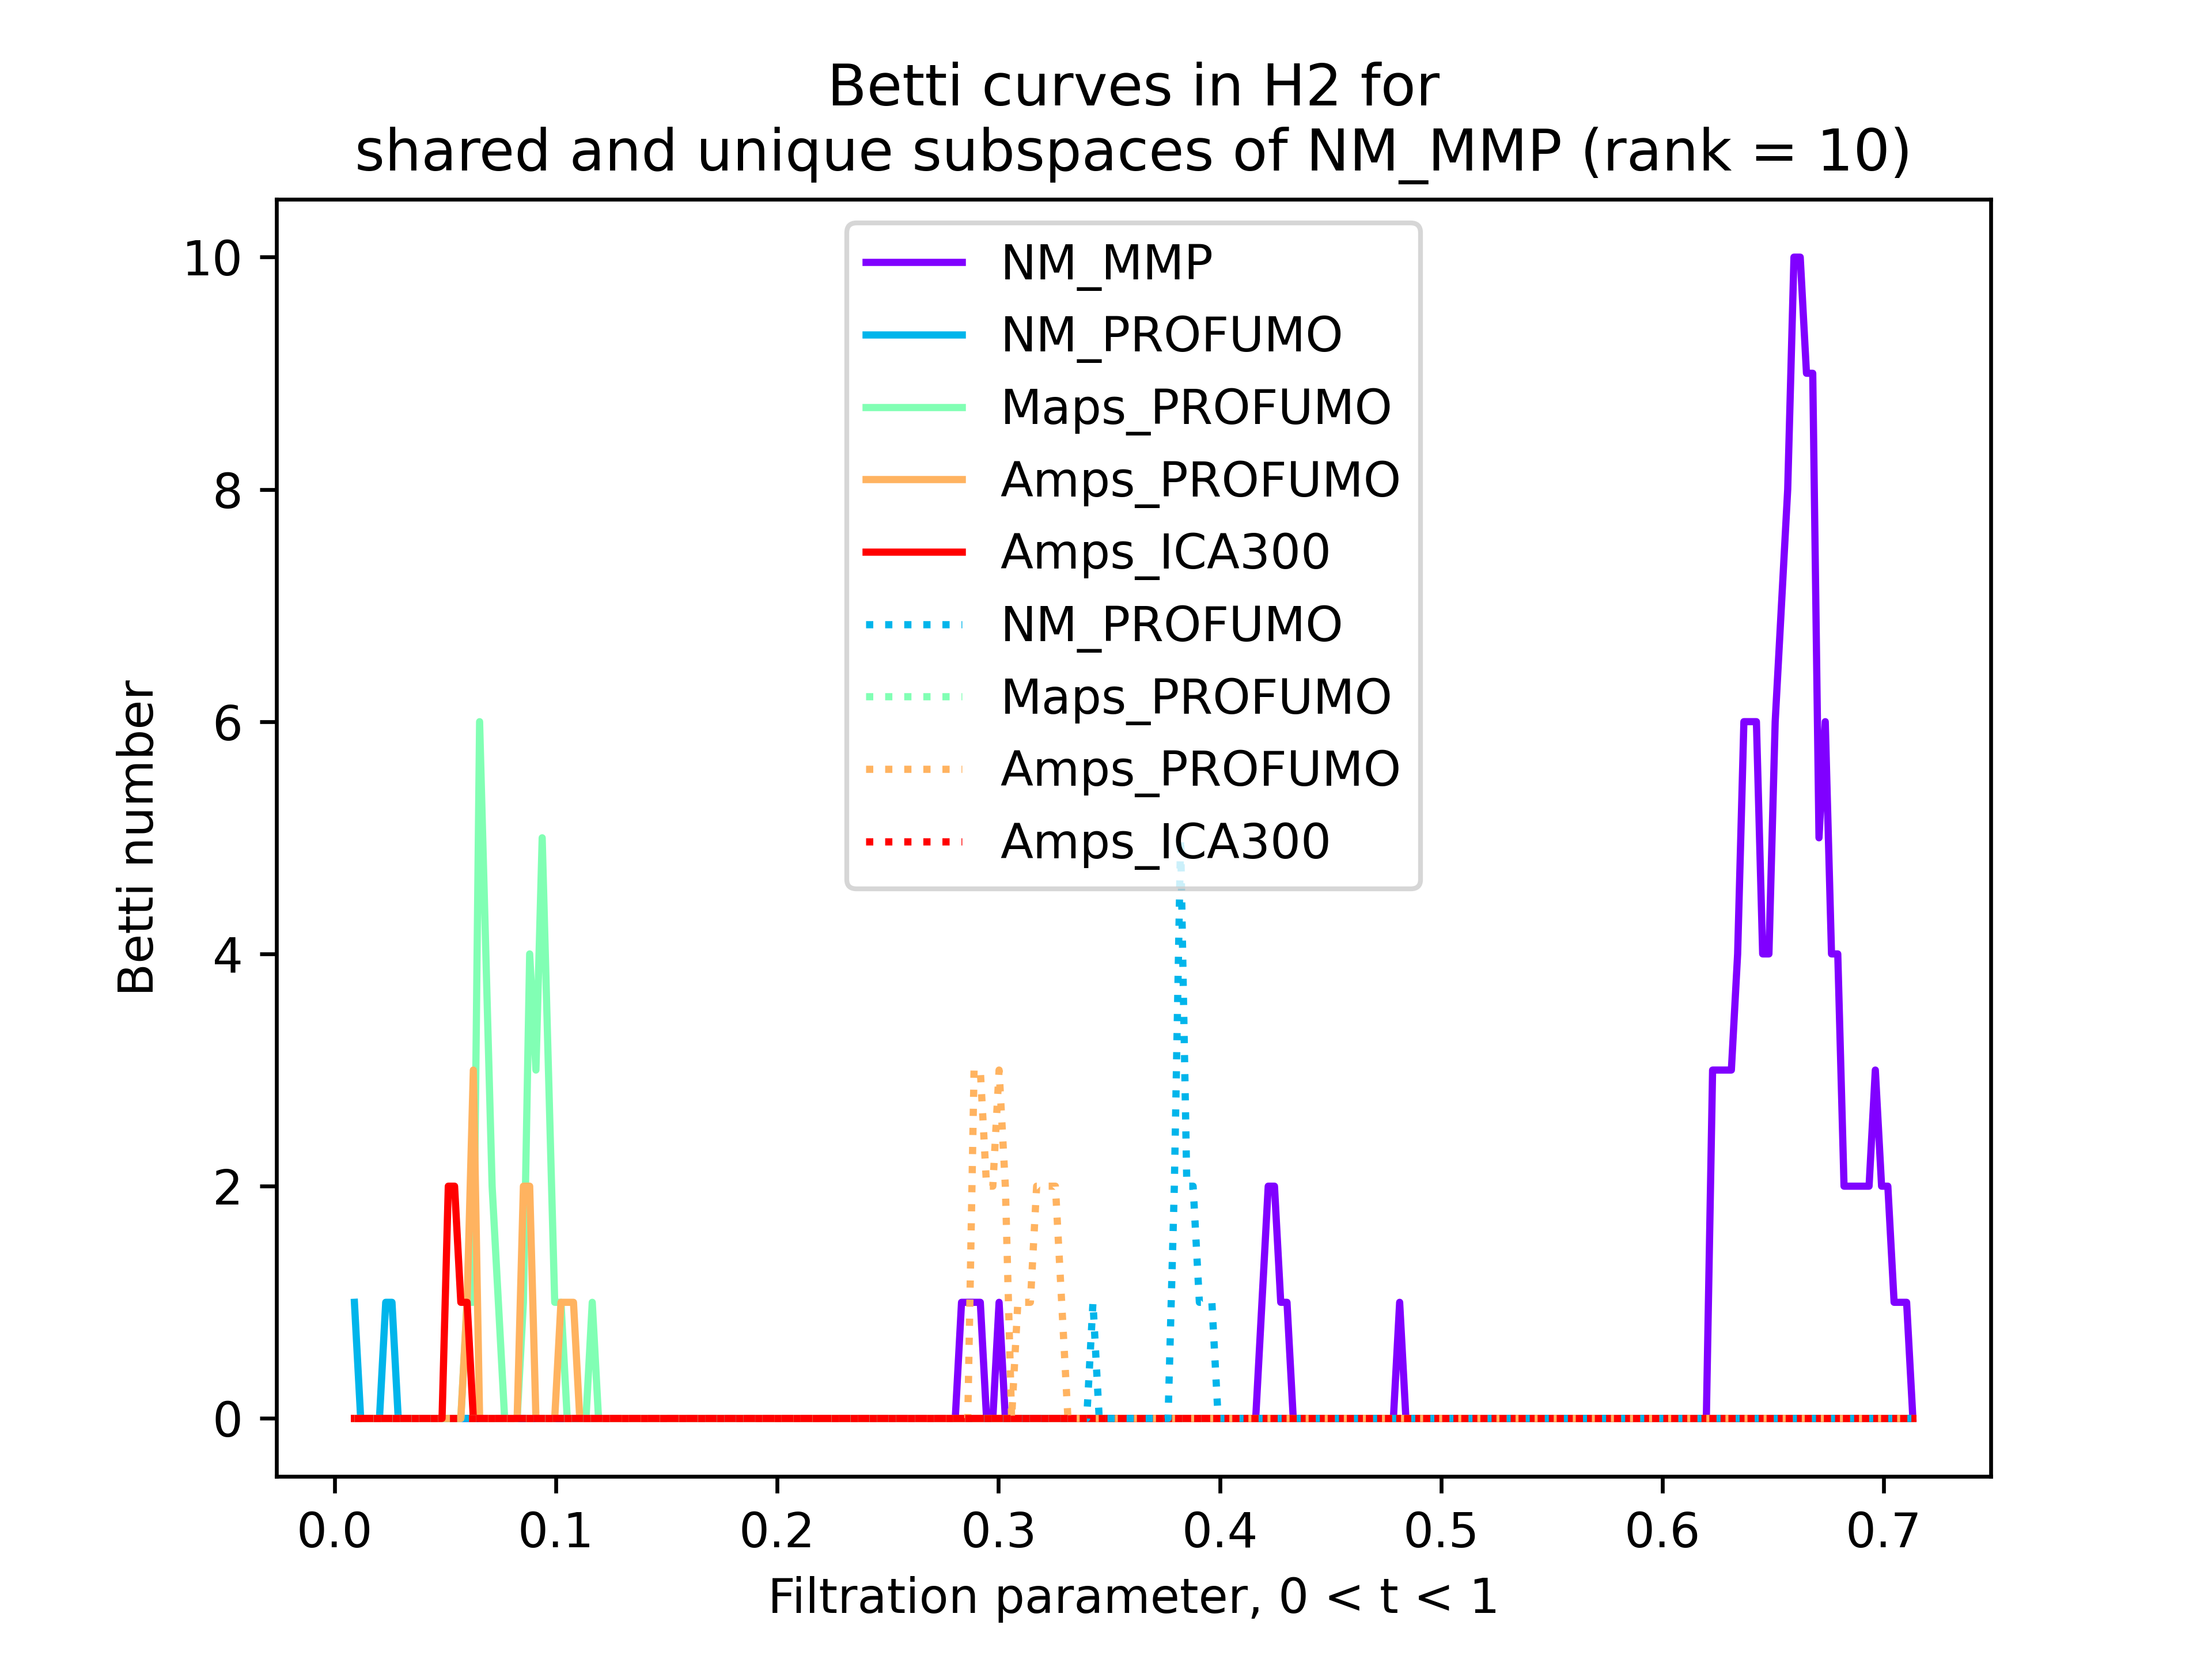 Betti curves in H2 for
shared and unique subspaces of NM_MMP (rank = 10)
NM_MMP
NM_PROFUMO
Maps_PROFUMO
Amps_PROFUMO
Amps_ICA300
NM_PROFUMO
Maps_PROFUMO
Amps_PROFUMO
Amps_ICA300
Betti number
10
8
6
4
2
0
0.0 0.1 0.2 0.3 0.4 0.5 0.6 0.7
Filtration parameter, 0 < t < 1